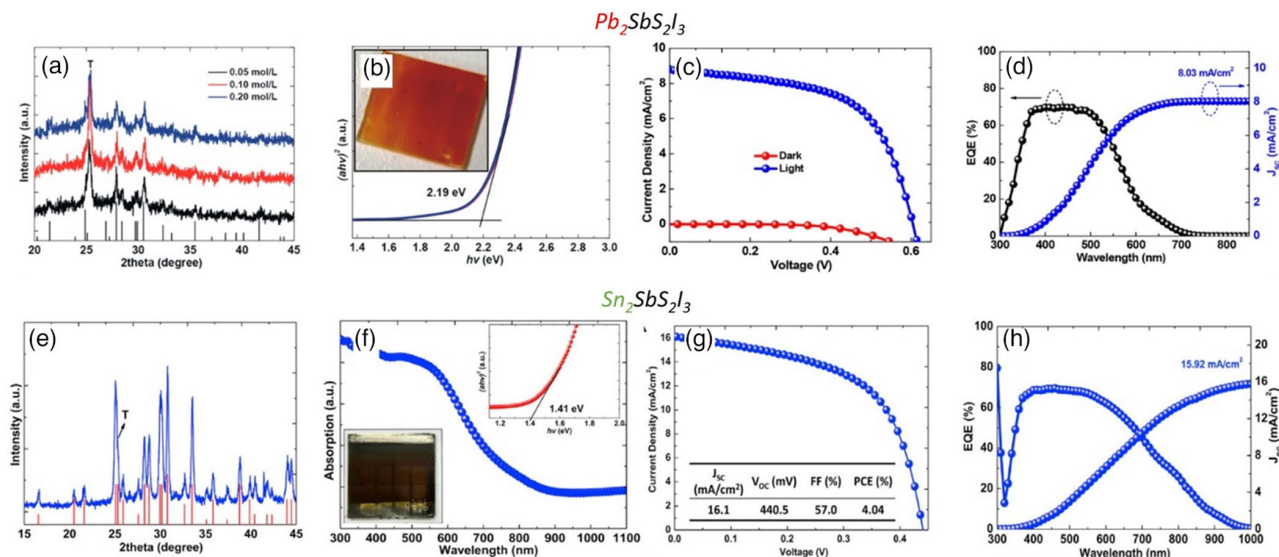 Pb2SbS2I3
(a)
T
0.05 mol/L
0.10 mol/L
0.20 mol/L
Intensity (a.u.)
20 25 30 35 40 45
2theta (degree)
(b)
(ahv)2 (a.u.)
2.19 eV
1.4 1.6 1.8 2.0 2.2 2.4 2.6 2.8 3.0
hv (eV)
(c)
Current Density (mA/cm2)
10
8
6
4
2
0
Dark
Light
0.0 0.2 0.4 0.6
Voltage (V)
(d)
EQE (%)
100
80
60
40
20
0
8.03 mA/cm2
10
8
6
4
2
0
JSC (mA/cm2)
300 400 500 600 700 800
Wavelength (nm)
Sn2SbS2I3
(e)
T
Intensity (a.u.)
15 20 25 30 35 40 45
2theta (degree)
(f)
Absorption (a.u.)
(ahv)2 (a.u.)
1.41 eV
1.2 1.4 1.6 1.8 2.0
hv (eV)
300 400 500 600 700 800 900 1000 1100
Wavelength (nm)
(g)
Current Density (mA/cm2)
16
12
8
4
0
JSC (mA/cm2) VOC (mV) FF (%) PCE (%)
16.1 440.5 57.0 4.04
0.0 0.1 0.2 0.3 0.4
Voltage (V)
(h)
EQE (%)
100
80
60
40
20
0
15.92 mA/cm2
20
16
12
8
4
0
JSC (mA/cm2)
300 400 500 600 700 800 900 1000
Wavelength (nm)